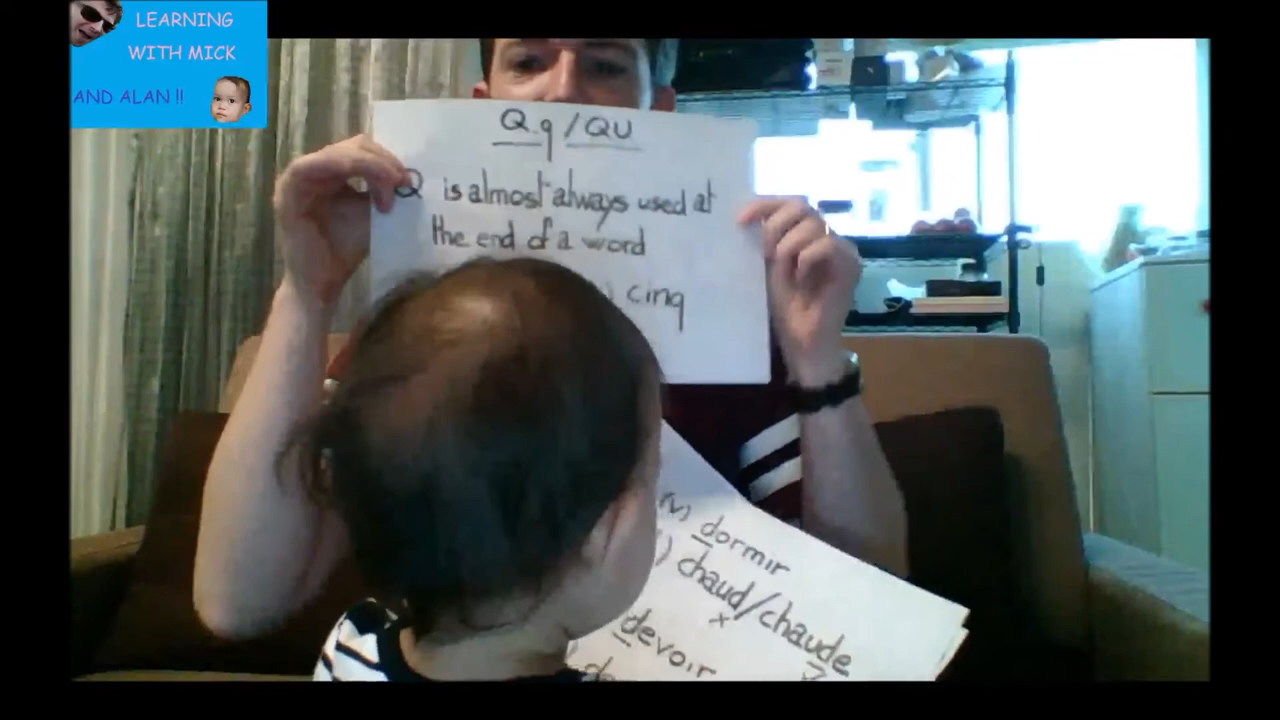 LEARNING
WITH MICK
AND ALAN !!
Q.q / QU
Q is almost always used at
the end of a word
cinq
dormir
chaud/chaude
x
devoir